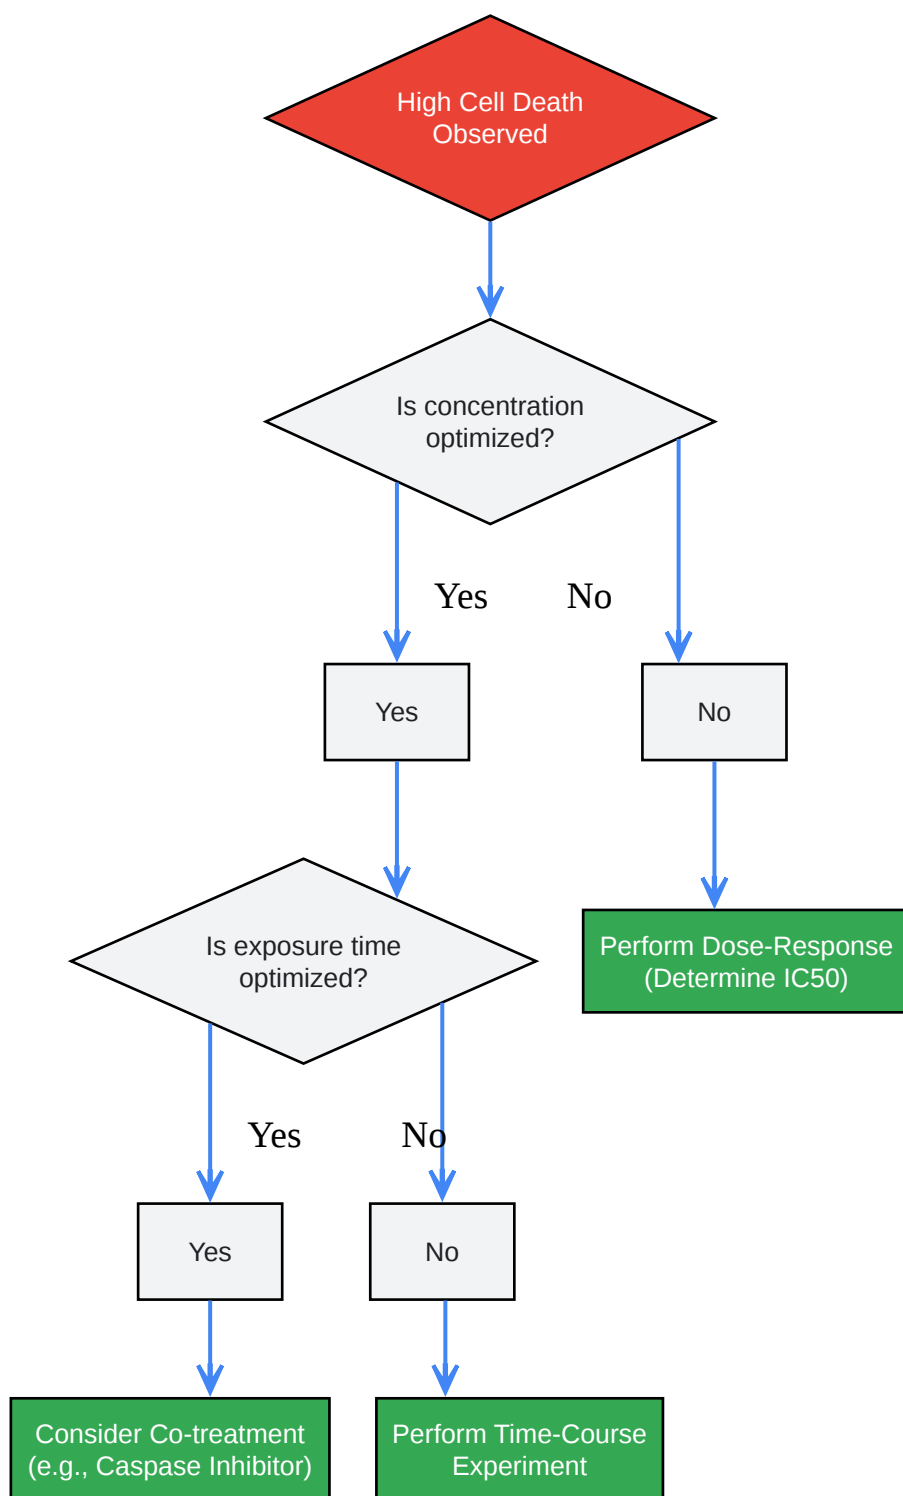 High Cell Death
Observed
Is concentration
optimized?
Yes
No
Yes
No
Is exposure time
optimized?
Perform Dose-Response
(Determine IC50)
Yes
No
Yes
No
Consider Co-treatment
(e.g., Caspase Inhibitor)
Perform Time-Course
Experiment